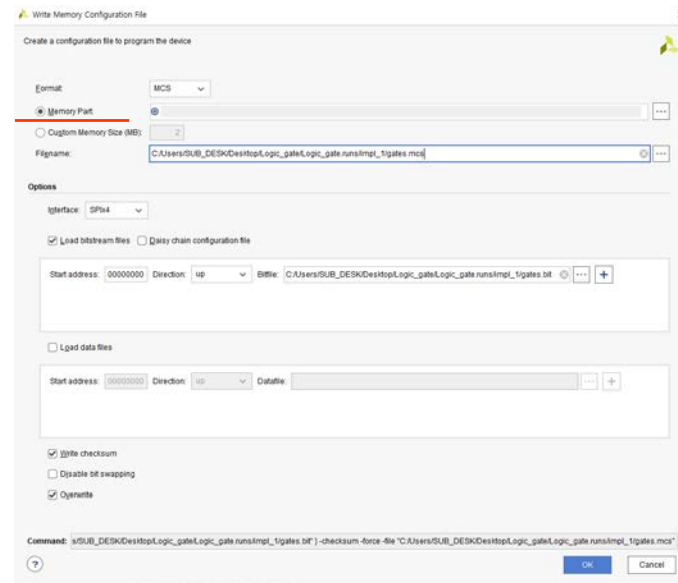 Write Memory Configuration File
Create a configuration file to program the device
Format: MCS
Memory Part:
Custom Memory Size (MB): 2
Filename: C:/Users/SUB_DESK/Desktop/Logic_gate/Logic_gate.runs/impl_1/gates.mcs
Options
Interface: SPIx4
Load bitstream files Daisy chain configuration file
Start address: 00000000 Direction: up Bitfile: C:/Users/SUB_DESK/Desktop/Logic_gate/Logic_gate.runs/impl_1/gates.bit
Load data files
Start address: 00000000 Direction: up Datafile:
Write checksum
Disable bit swapping
Overwrite
Command: s/SUB_DESK/Desktop/Logic_gate/Logic_gate.runs/impl_1/gates.bit" } -checksum -force -file "C:/Users/SUB_DESK/Desktop/Logic_gate/Logic_gate.runs/impl_1/gates.mcs"
? OK Cancel